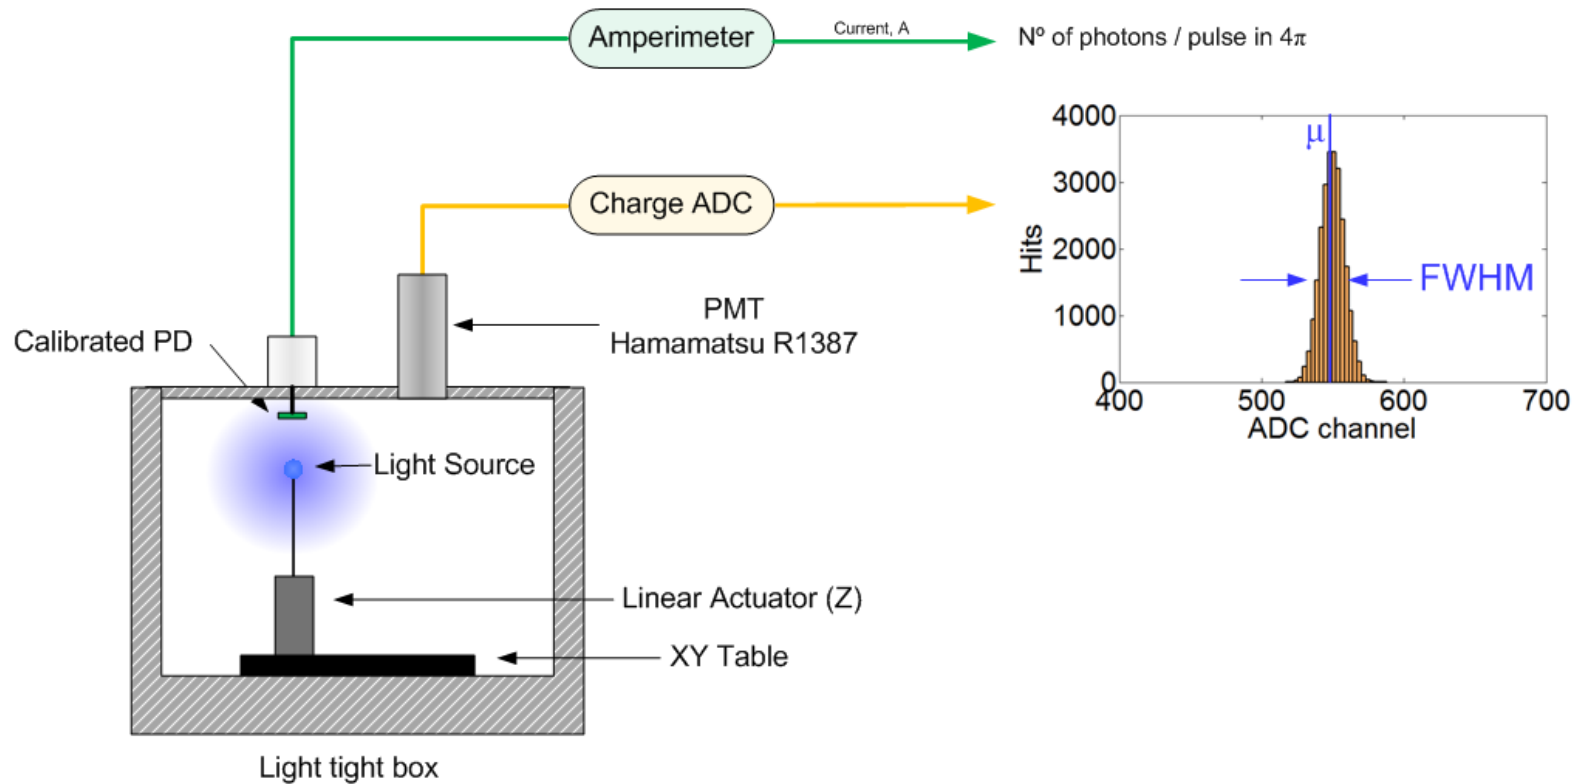 Amperimeter
Current, A
Nº of photons / pulse in 4π
Charge ADC
4000
3000
2000
1000
0
400
500
600
700
Hits
ADC channel
μ
FWHM
Calibrated PD
PMT
Hamamatsu R1387
Light Source
Linear Actuator (Z)
XY Table
Light tight box